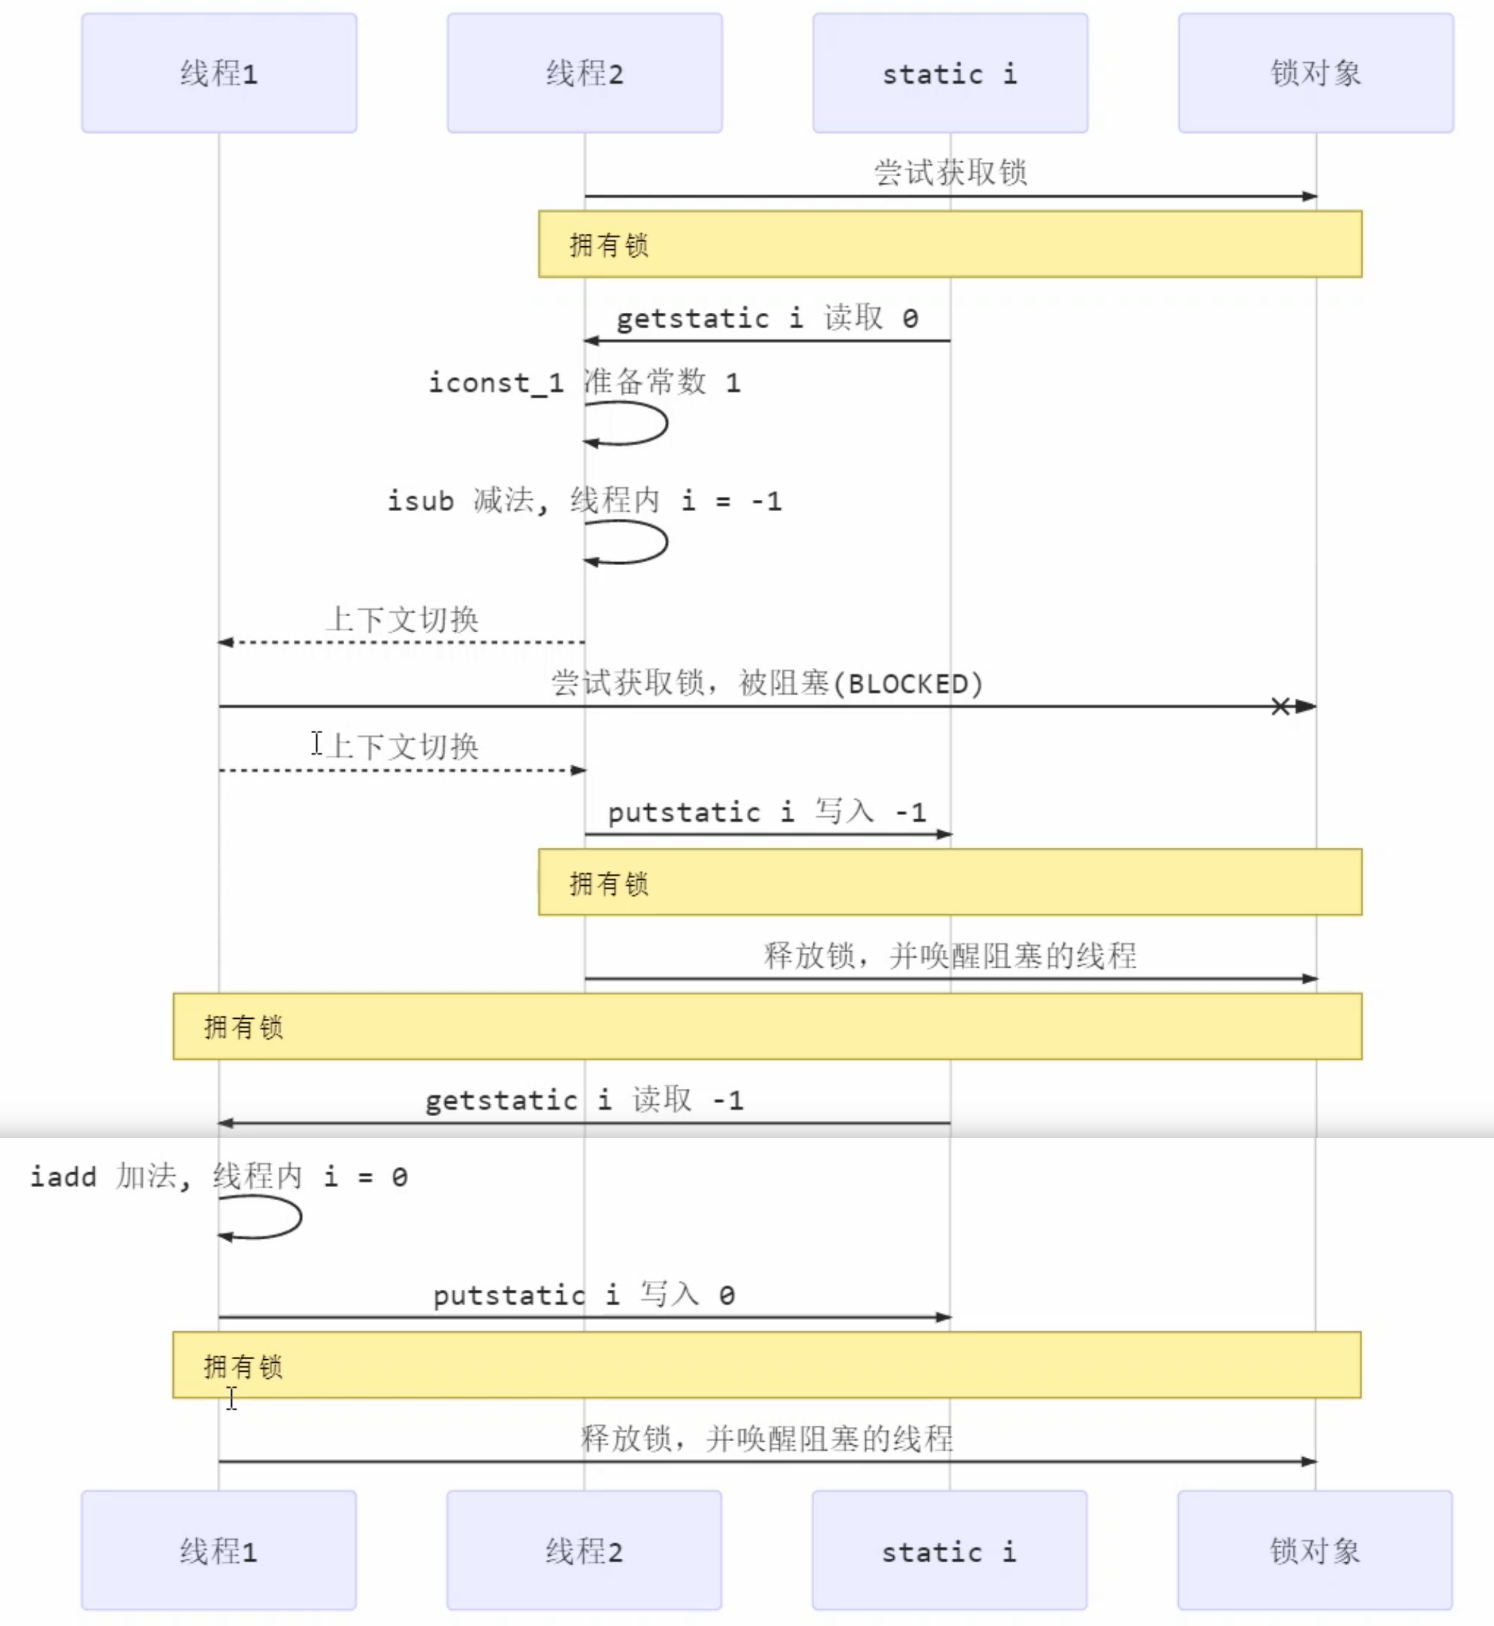 线程1
线程2
static i
锁对象
尝试获取锁
拥有锁
getstatic i 读取 0
iconst_1 准备常数 1
isub 减法, 线程内 i = -1
上下文切换
尝试获取锁，被阻塞(BLOCKED)
上下文切换
putstatic i 写入 -1
拥有锁
释放锁，并唤醒阻塞的线程
拥有锁
getstatic i 读取 -1
iadd 加法, 线程内 i = 0
putstatic i 写入 0
拥有锁
释放锁，并唤醒阻塞的线程
线程1
线程2
static i
锁对象